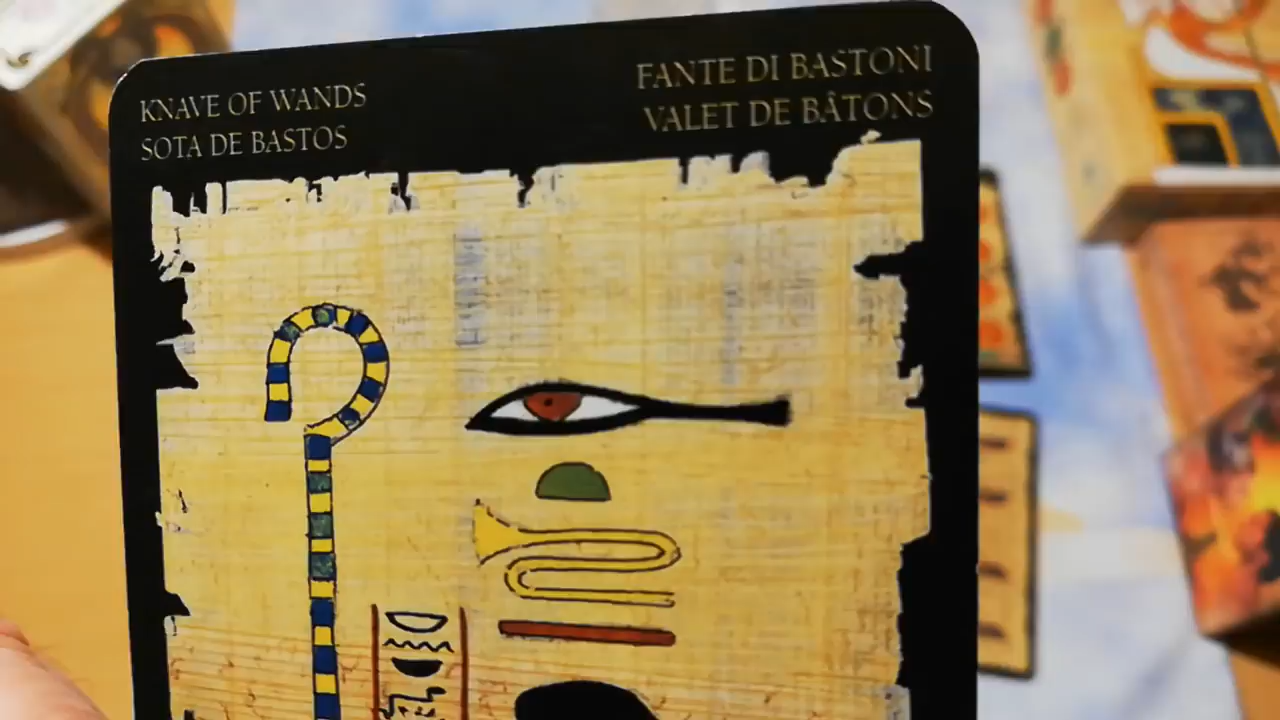 KNAVE OF WANDS
SOTA DE BASTOS
FANTE DI BASTONI
VALET DE BÂTONS